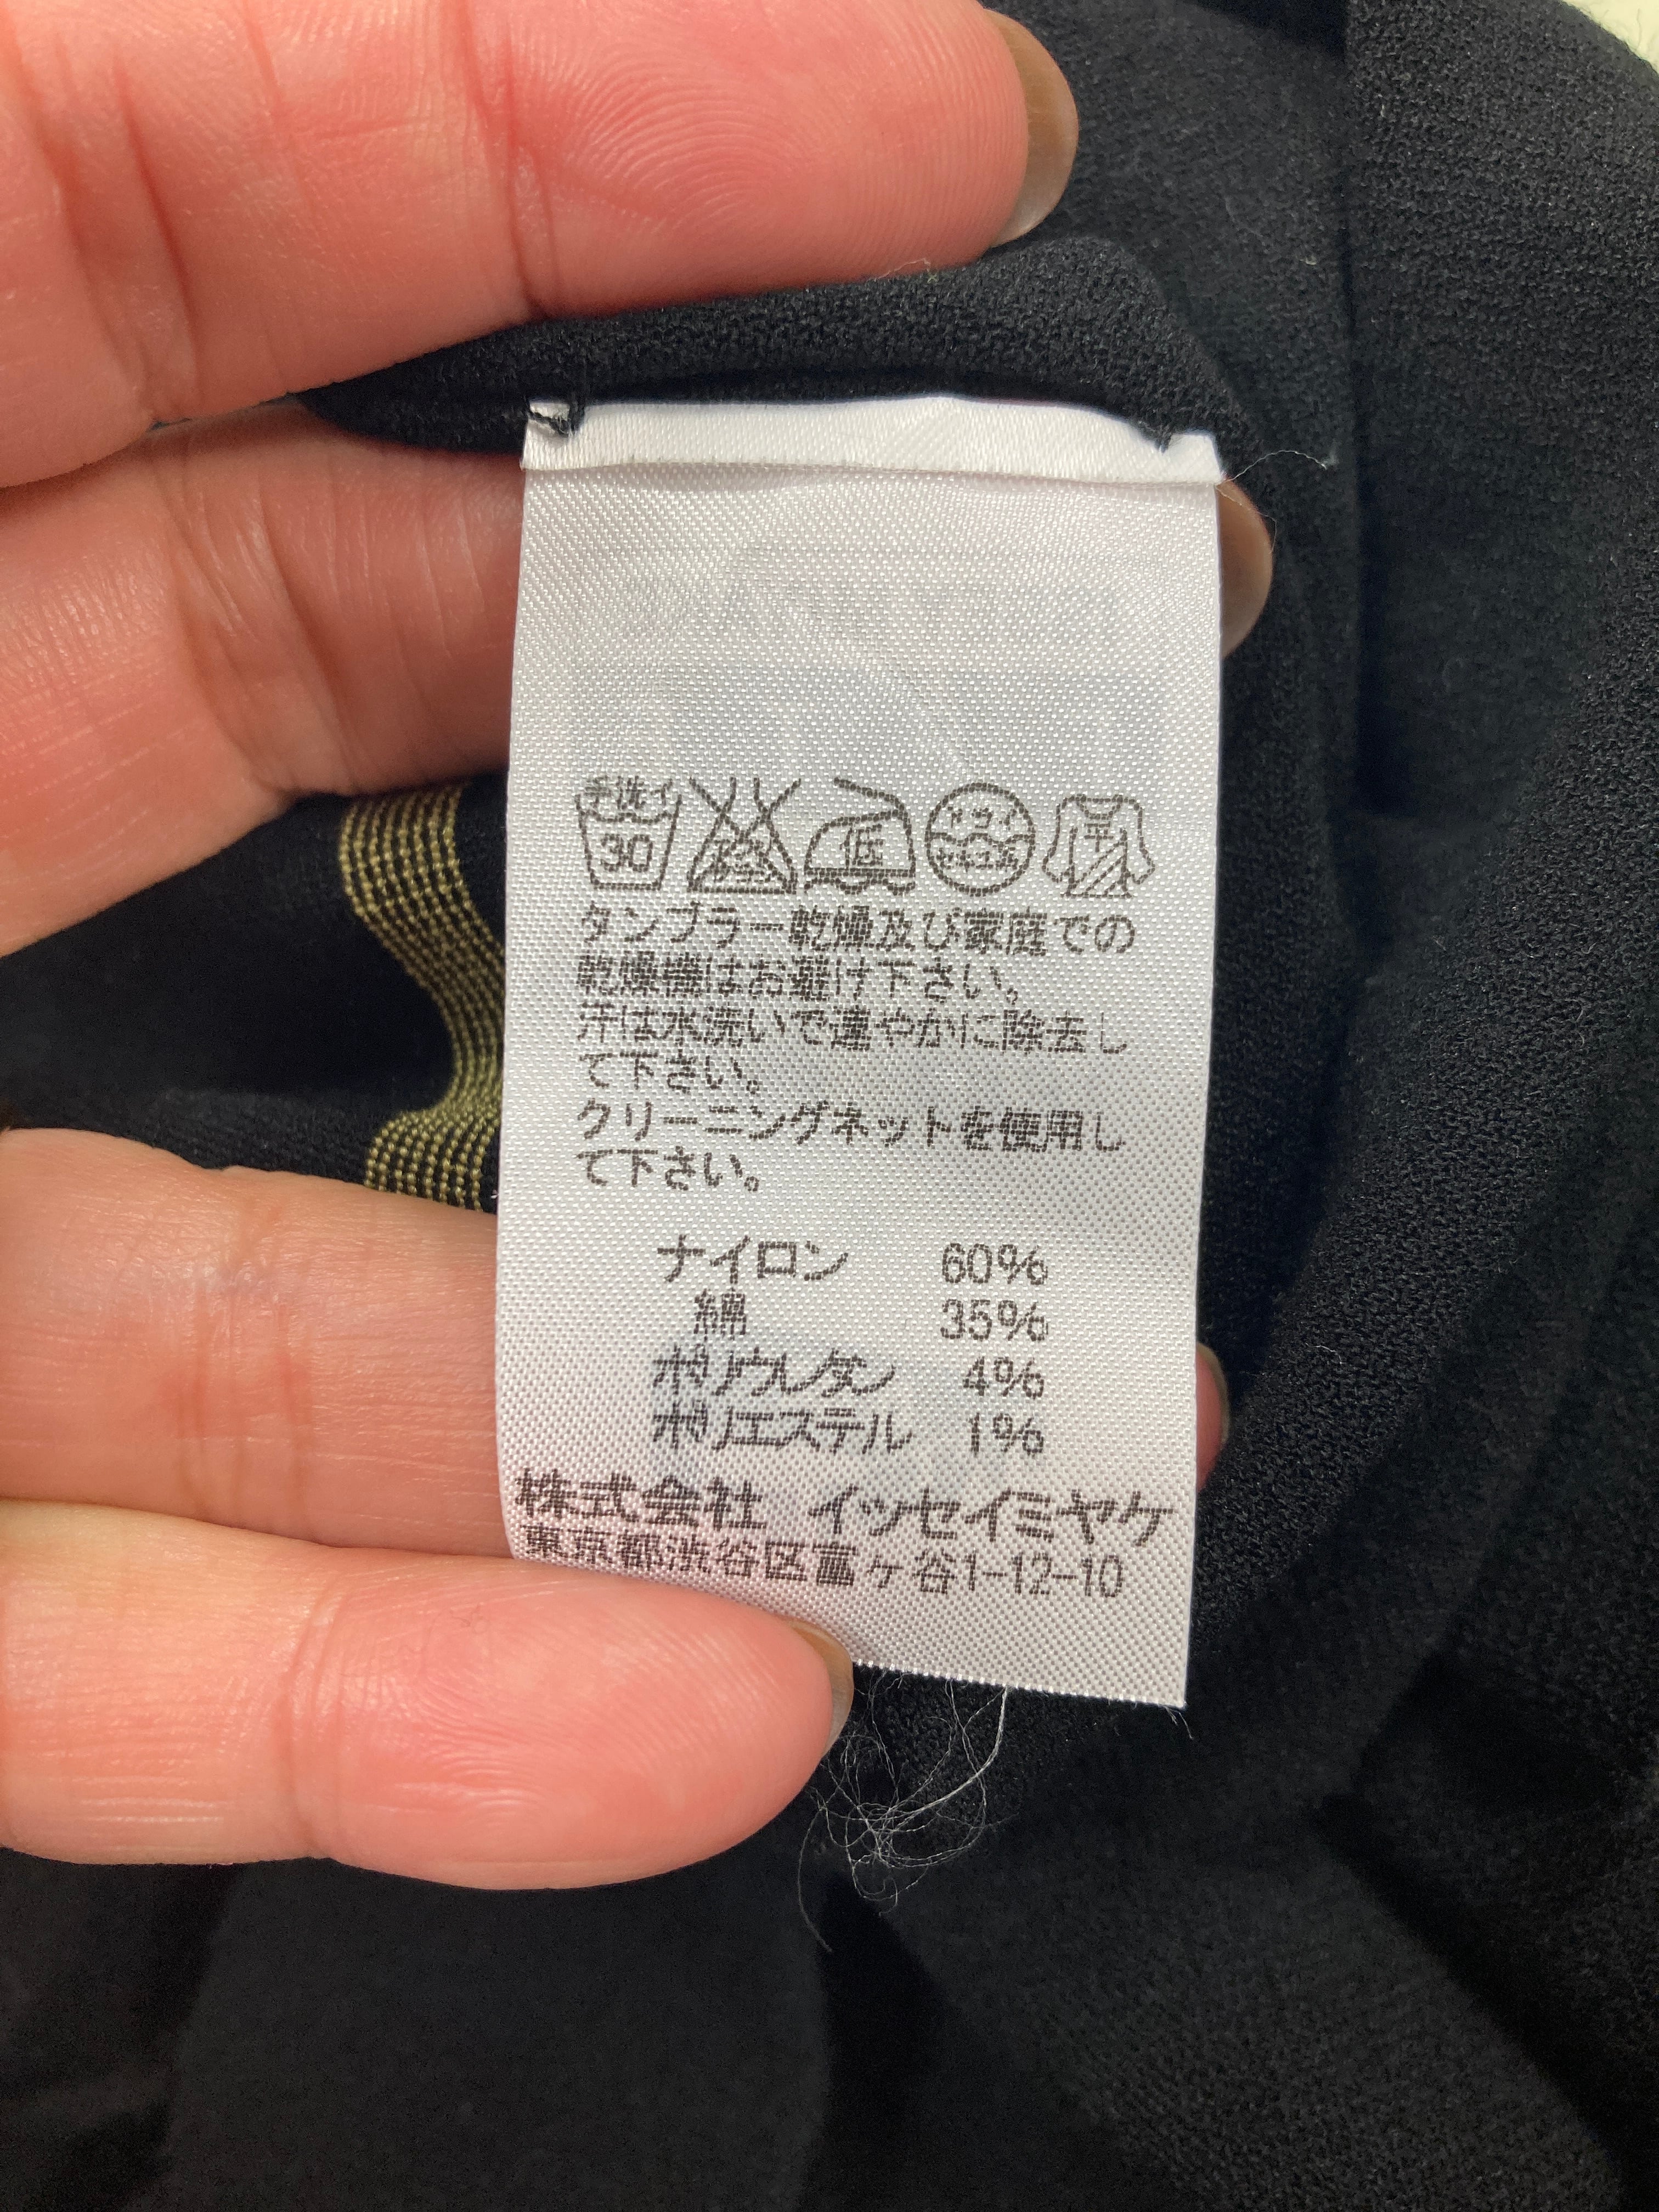 手洗イ
30
低
ドライ
セキユ系
平
タンブラー乾燥及び家庭での
乾燥機はお避け下さい。
汗は水洗いで速やかに除去し
て下さい。
クリーニングネットを使用し
て下さい。
ナイロン 60%
綿 35%
ポリウレタン 4%
ポリエステル 1%
株式会社 イッセイミヤケ
東京都渋谷区富ヶ谷1-12-10